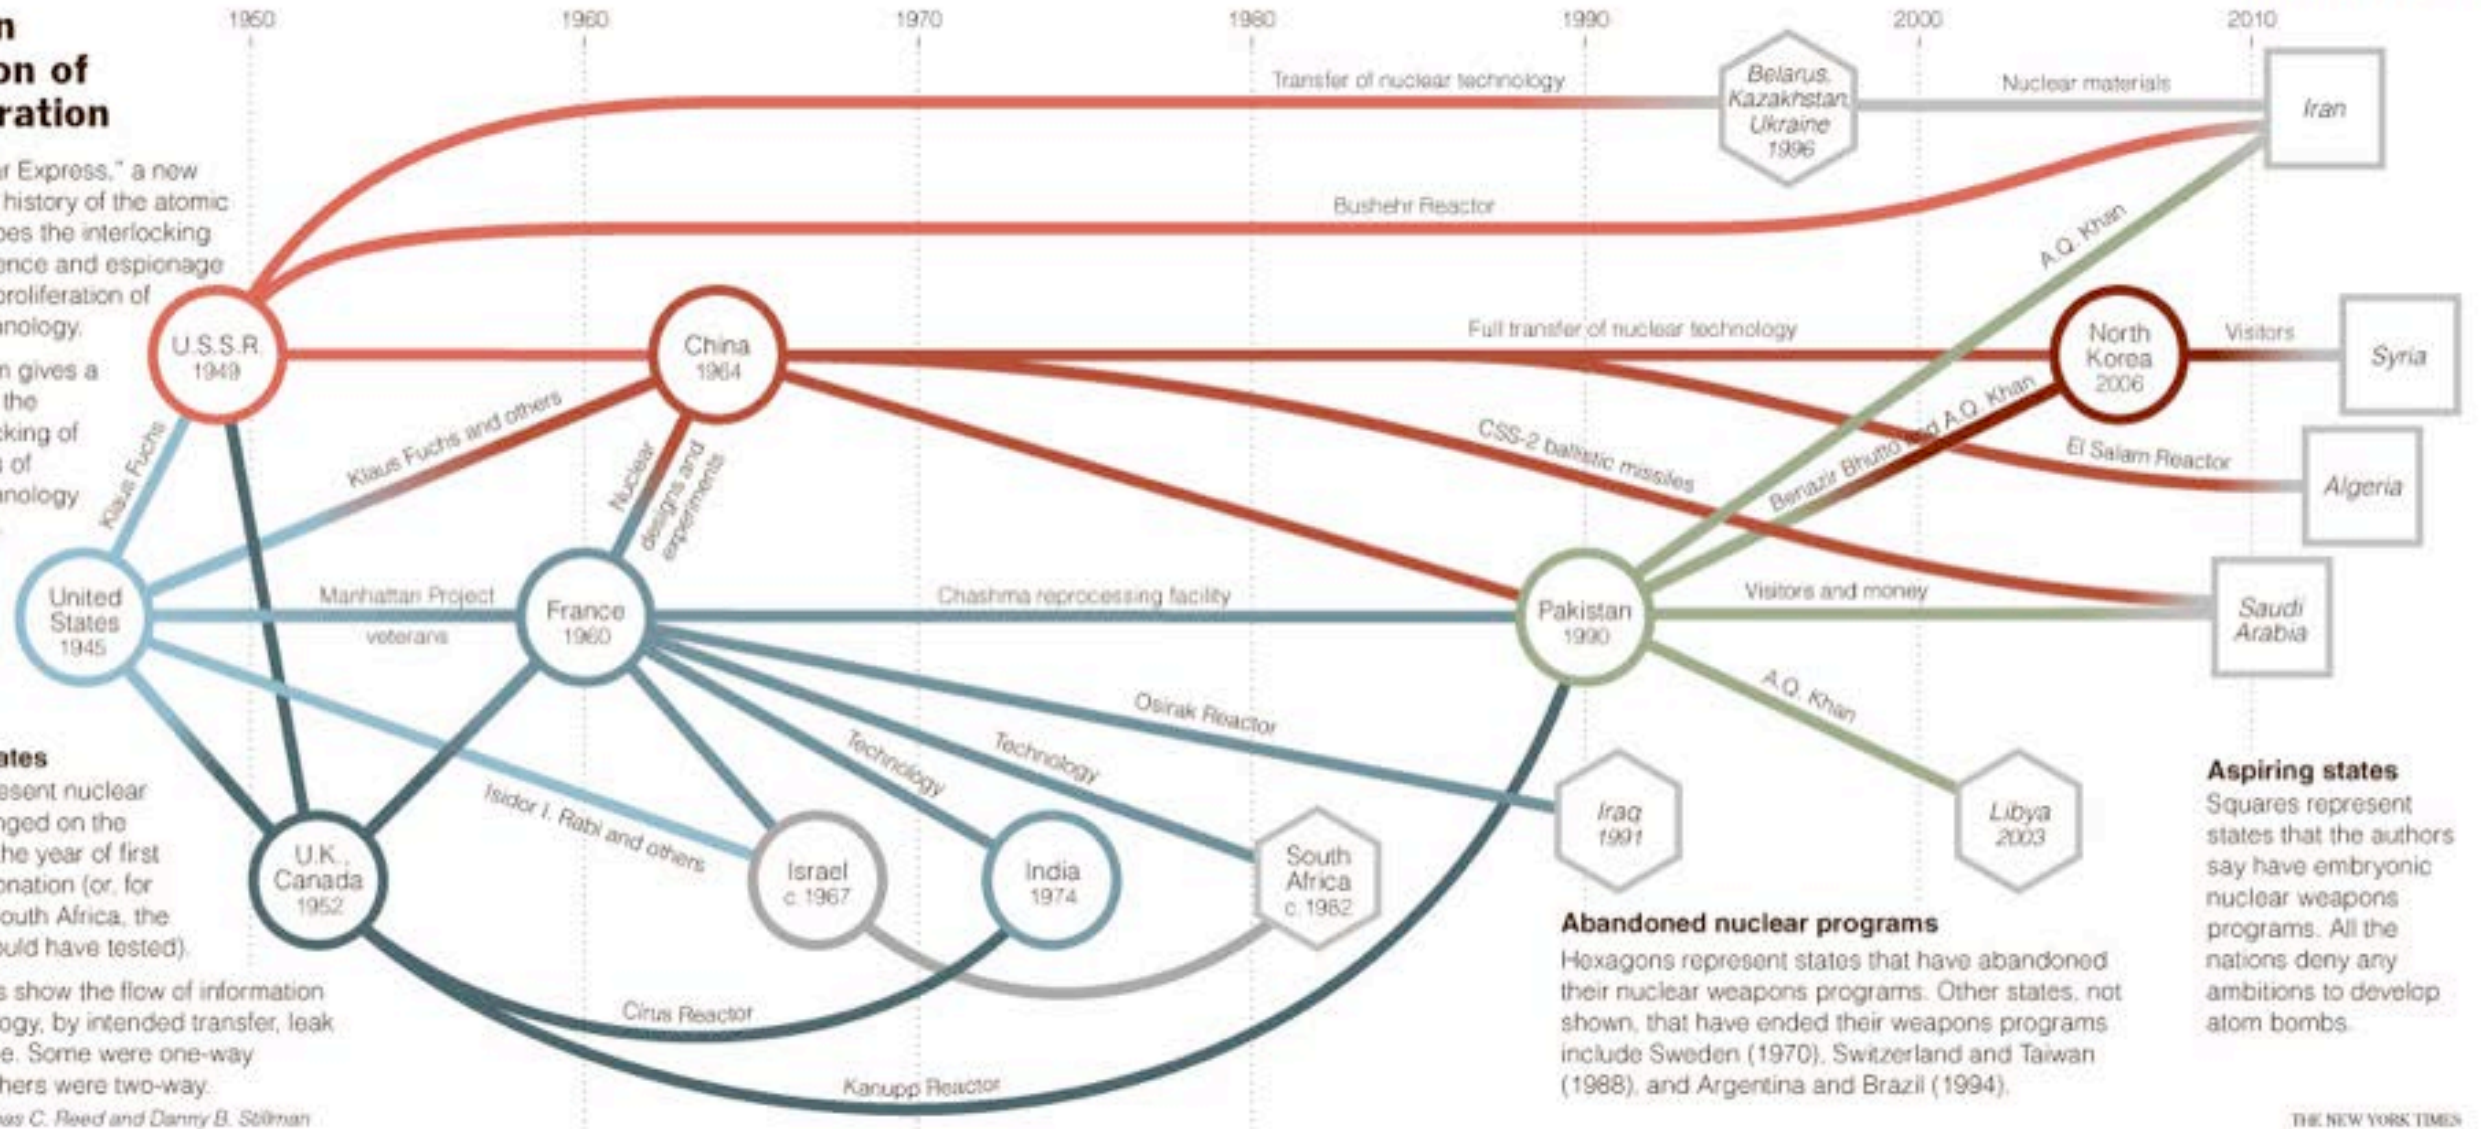 1950
1960
1970
1980
1990
2000
2010
n
on of
ration
r Express," a new
history of the atomic
bes the interlocking
ence and espionage
proliferation of
nology.
n gives a
the
cking of
s of
nology
Transfer of nuclear technology
Belarus,
Kazakhstan,
Ukraine
1996
Nuclear materials
Iran
Bushehr Reactor
A.Q. Khan
U.S.S.R.
1949
China
1964
Full transfer of nuclear technology
North
Korea
2006
Visitors
Syria
Klaus Fuchs
Klaus Fuchs and others
Nuclear
designs and
experiments
CSS-2 ballistic missiles
Benazir Bhutto and A.Q. Khan
El Salam Reactor
Algeria
United
States
1945
Manhattan Project
veterans
France
1960
Chashma reprocessing facility
Pakistan
1990
Visitors and money
Saudi
Arabia
Osirak Reactor
Technology
Technology
A.Q. Khan
Isidor I. Rabi and others
U.K.,
Canada
1952
Israel
c. 1967
India
1974
South
Africa
c. 1982
Iraq
1991
Libya
2003
Cirus Reactor
Kanupp Reactor
ates
esent nuclear
nged on the
he year of first
onation (or, for
outh Africa, the
ould have tested).
s show the flow of information
ogy, by intended transfer, leak
e. Some were one-way
hers were two-way.
as C. Reed and Danny B. Stillman
Abandoned nuclear programs
Hexagons represent states that have abandoned
their nuclear weapons programs. Other states, not
shown, that have ended their weapons programs
include Sweden (1970), Switzerland and Taiwan
(1988), and Argentina and Brazil (1994).
Aspiring states
Squares represent
states that the authors
say have embryonic
nuclear weapons
programs. All the
nations deny any
ambitions to develop
atom bombs.
THE NEW YORK TIMES